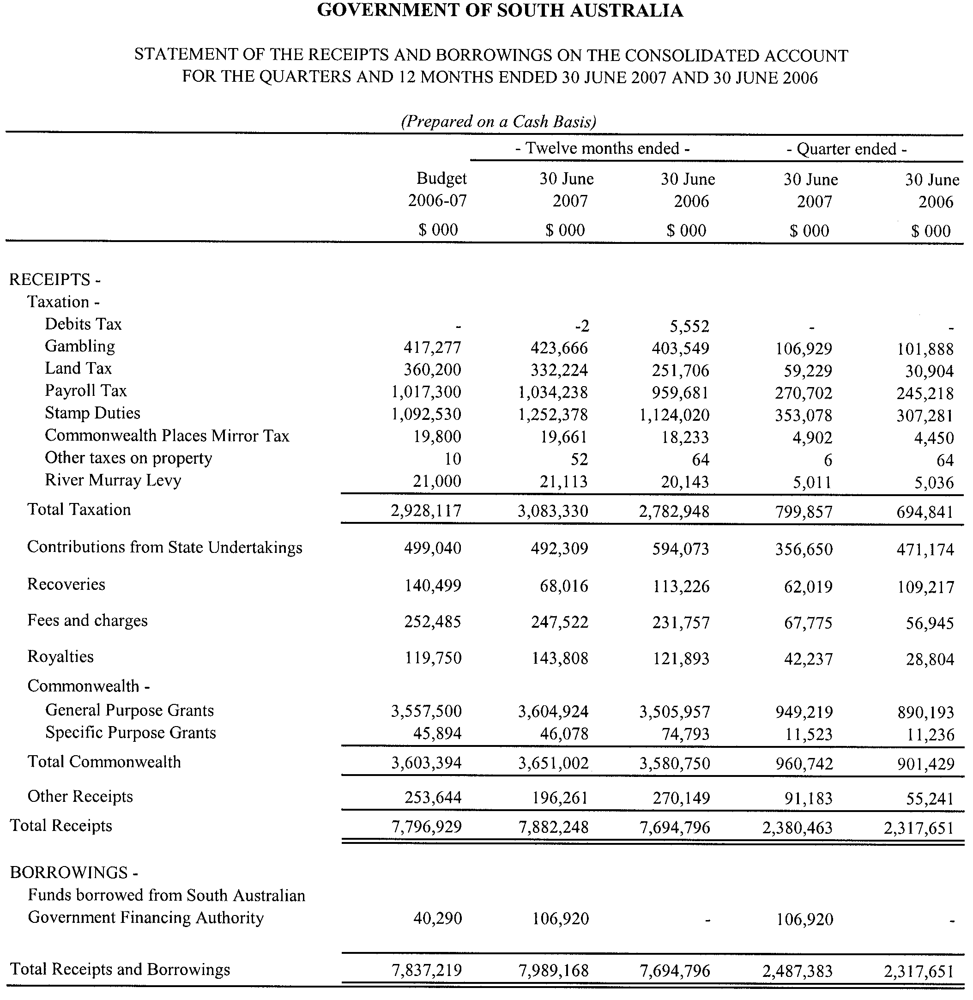 GOVERNMENT OF SOUTH AUSTRALIA
STATEMENT OF THE RECEIPTS AND BORROWINGS ON THE CONSOLIDATED ACCOUNT
FOR THE QUARTERS AND 12 MONTHS ENDED 30 JUNE 2007 AND 30 JUNE 2006
(Prepared on a Cash Basis)
- Twelve months ended - - Quarter ended -
Budget 30 June 30 June 30 June 30 June
2006-07 2007 2006 2007 2006
$ 000 $ 000 $ 000 $ 000 $ 000
RECEIPTS -
Taxation -
Debits Tax - -2 5,552 - -
Gambling 417,277 423,666 403,549 106,929 101,888
Land Tax 360,200 332,224 251,706 59,229 30,904
Payroll Tax 1,017,300 1,034,238 959,681 270,702 245,218
Stamp Duties 1,092,530 1,252,378 1,124,020 353,078 307,281
Commonwealth Places Mirror Tax 19,800 19,661 18,233 4,902 4,450
Other taxes on property 10 52 64 6 64
River Murray Levy 21,000 21,113 20,143 5,011 5,036
Total Taxation 2,928,117 3,083,330 2,782,948 799,857 694,841
Contributions from State Undertakings 499,040 492,309 594,073 356,650 471,174
Recoveries 140,499 68,016 113,226 62,019 109,217
Fees and charges 252,485 247,522 231,757 67,775 56,945
Royalties 119,750 143,808 121,893 42,237 28,804
Commonwealth -
General Purpose Grants 3,557,500 3,604,924 3,505,957 949,219 890,193
Specific Purpose Grants 45,894 46,078 74,793 11,523 11,236
Total Commonwealth 3,603,394 3,651,002 3,580,750 960,742 901,429
Other Receipts 253,644 196,261 270,149 91,183 55,241
Total Receipts 7,796,929 7,882,248 7,694,796 2,380,463 2,317,651
BORROWINGS -
Funds borrowed from South Australian
Government Financing Authority 40,290 106,920 - 106,920 -
Total Receipts and Borrowings 7,837,219 7,989,168 7,694,796 2,487,383 2,317,651